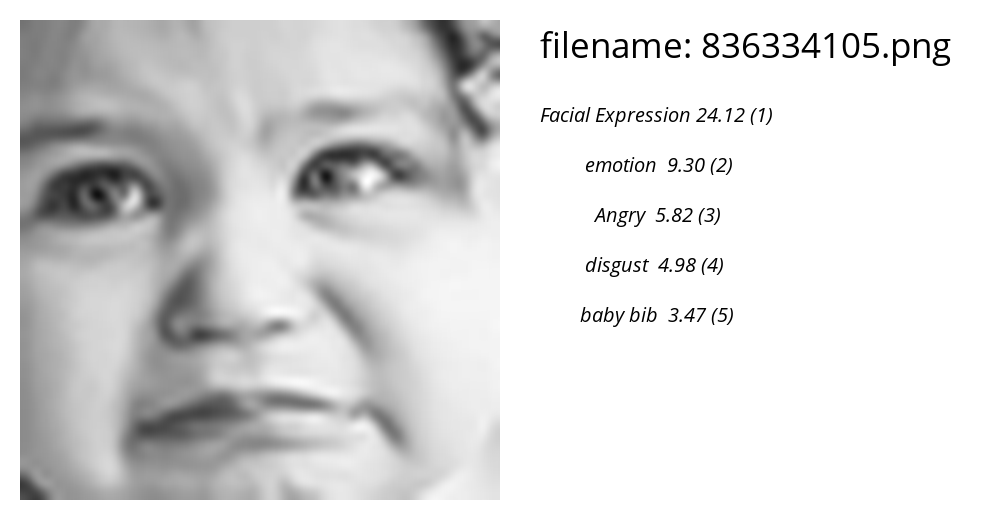 filename: 836334105.png
Facial Expression 24.12 (1)
emotion 9.30 (2)
Angry 5.82 (3)
disgust 4.98 (4)
baby bib 3.47 (5)